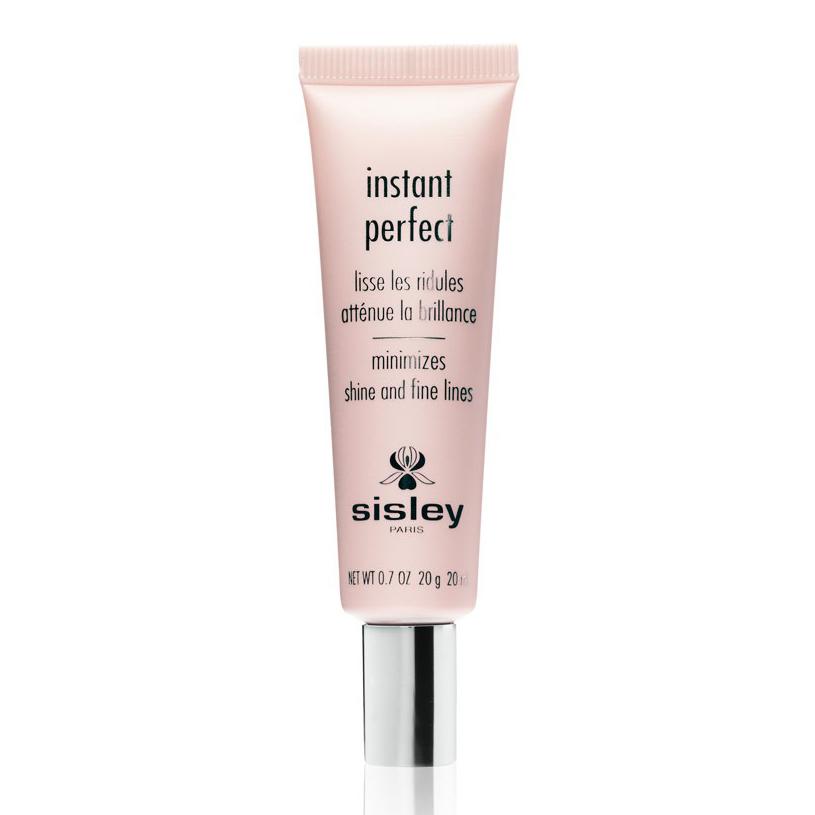 instant
perfect
lisse les ridules
atténue la brillance
minimizes
shine and fine lines
sisley
PARIS
NET WT 0.7 OZ 20 g 20